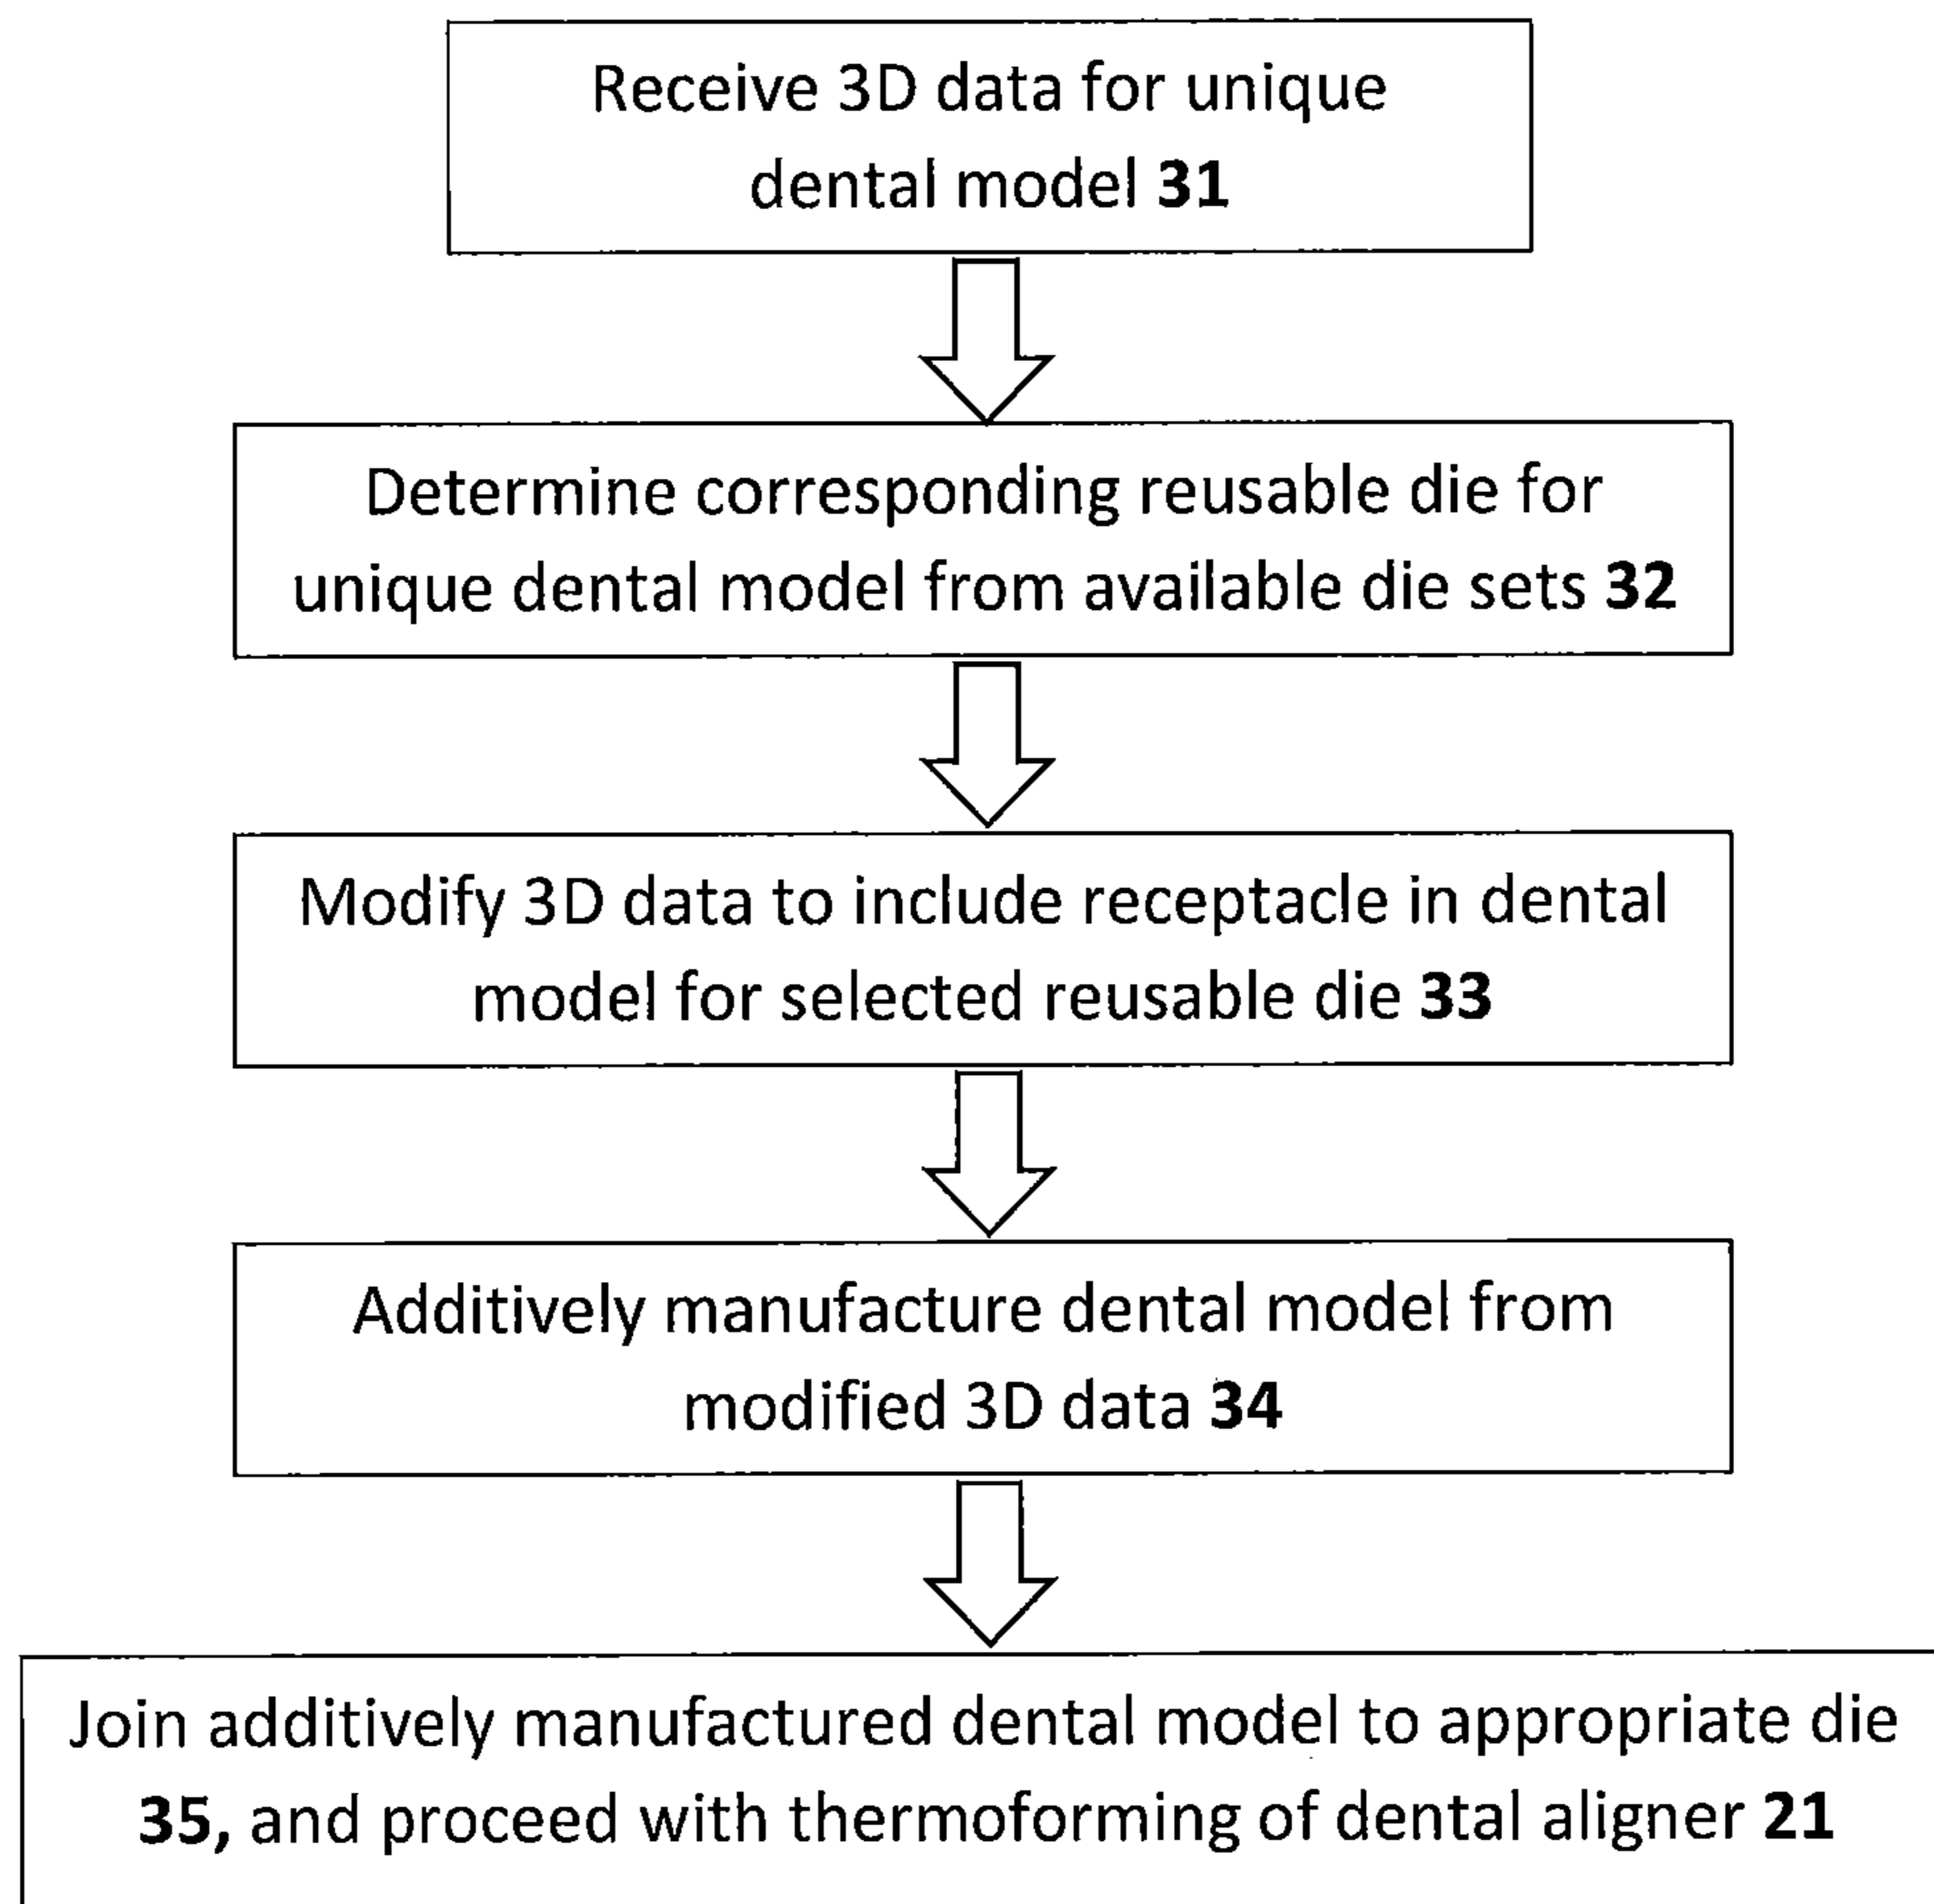 Receive 3D data for unique
dental model 31
Determine corresponding reusable die for
unique dental model from available die sets 32
Modify 3D data to include receptacle in dental
model for selected reusable die 33
Additively manufacture dental model from
modified 3D data 34
Join additively manufactured dental model to appropriate die
35, and proceed with thermoforming of dental aligner 21